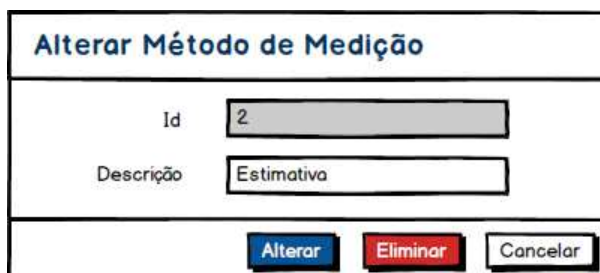 Alterar Método de Medição
Id 2
Descrição Estimativa
Alterar Eliminar Cancelar